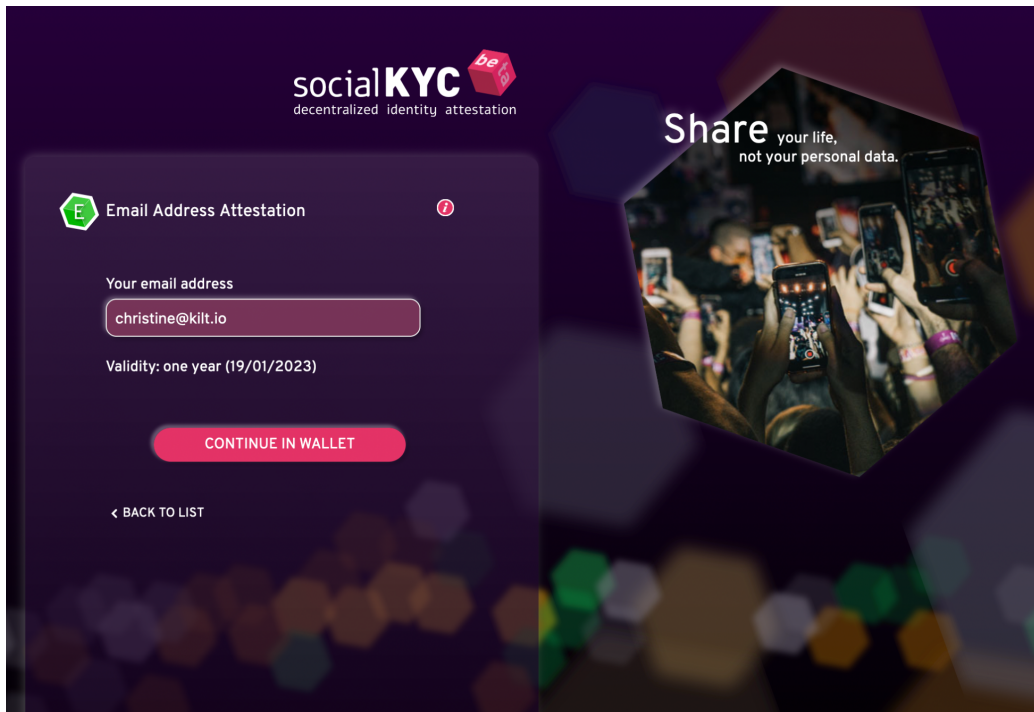 socialKYC beta
decentralized identity attestation
Share your life,
not your personal data.
E Email Address Attestation i
Your email address
christine@kilt.io
Validity: one year (19/01/2023)
CONTINUE IN WALLET
BACK TO LIST